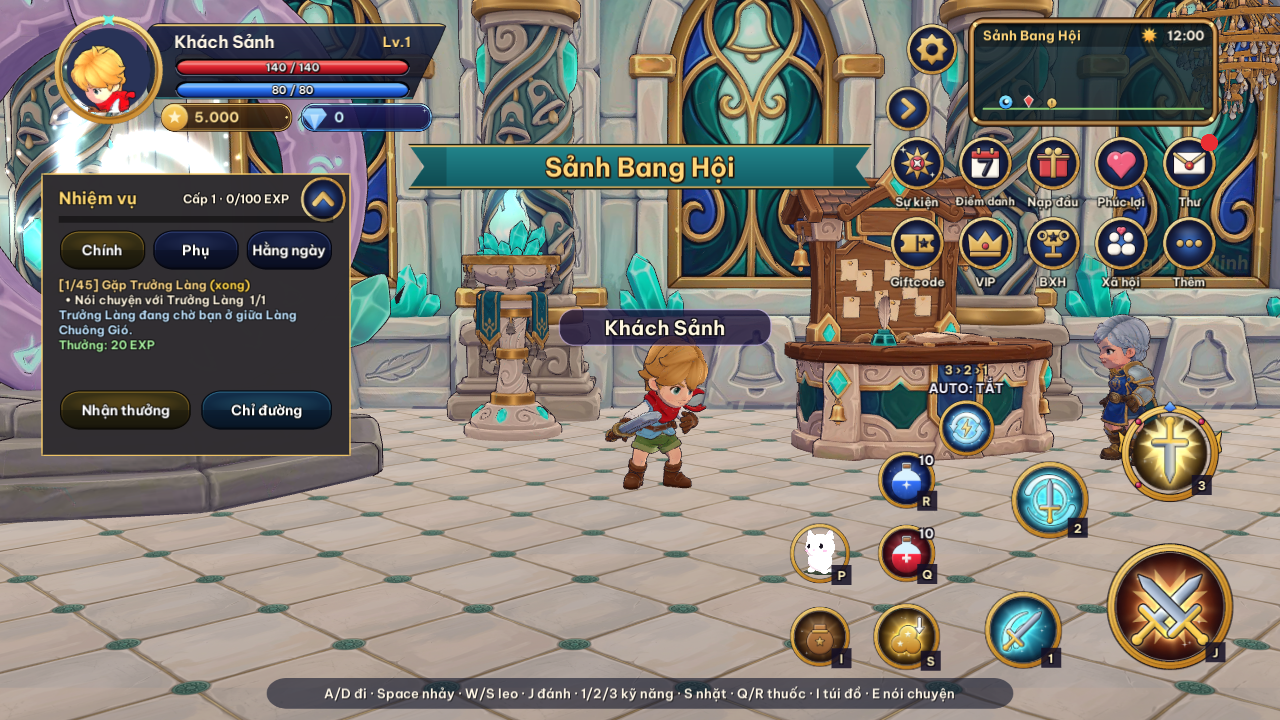 Khách Sảnh
Lv.1
140 / 140
80 / 80
5.000
0
Sảnh Bang Hội
12:00
Sảnh Bang Hội
Nhiệm vụ
Cấp 1 · 0/100 EXP
Chính
Phụ
Hằng ngày
[1/45] Gặp Trưởng Làng (xong)
• Nói chuyện với Trưởng Làng 1/1
Trưởng Làng đang chờ bạn ở giữa Làng
Chuông Gió.
Thưởng: 20 EXP
Nhận thưởng
Chỉ đường
7
Sự kiện
Điểm danh
Nạp đầu
Phúc lợi
Thư
Giftcode
VIP
BXH
Xã hội
Thêm
Khách Sảnh
3 › 2 › 1
AUTO: TẮT
10
R
10
Q
P
I
S
1
2
3
J
A/D đi · Space nhảy · W/S leo · J đánh · 1/2/3 kỹ năng · S nhặt · Q/R thuốc · I túi đồ · E nói chuyện